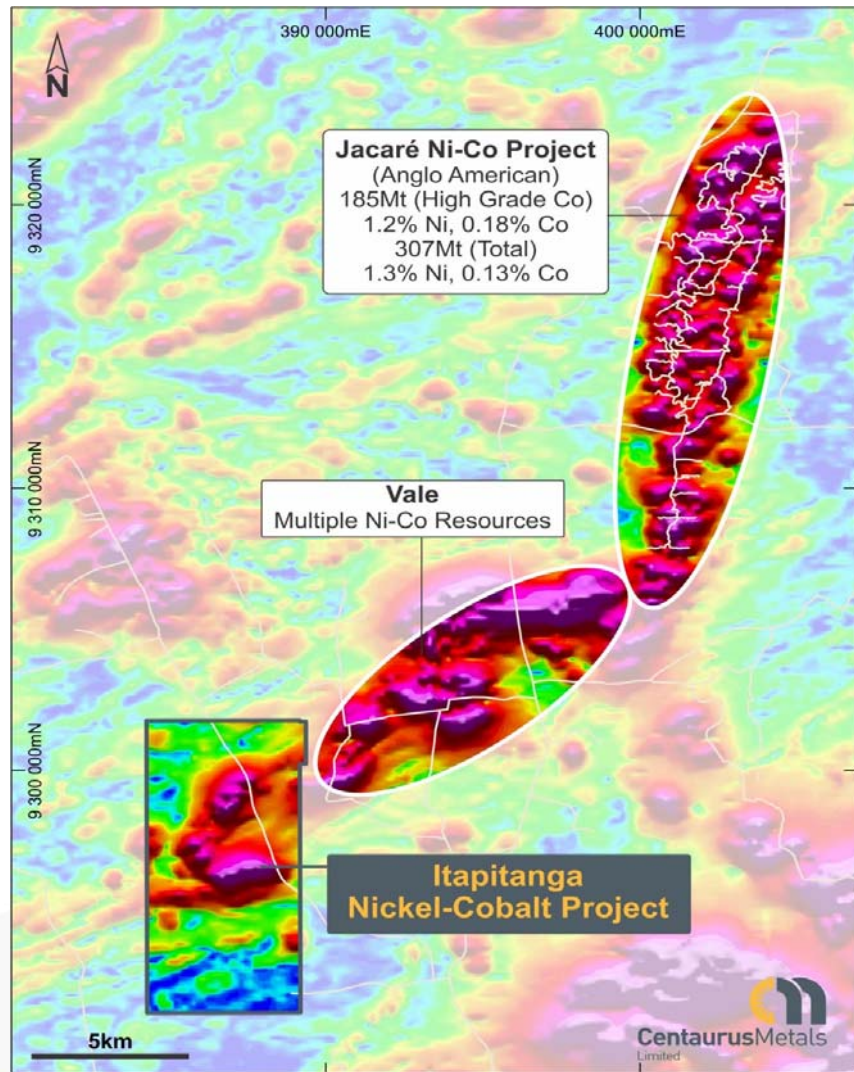 390 000mE
400 000mE
N
Jacaré Ni-Co Project
(Anglo American)
185Mt (High Grade Co)
1.2% Ni, 0.18% Co
307Mt (Total)
1.3% Ni, 0.13% Co
9 320 000mN
9 310 000mN
Vale
Multiple Ni-Co Resources
9 300 000mN
Itapitanga
Nickel-Cobalt Project
5km
CentaurusMetals
Limited